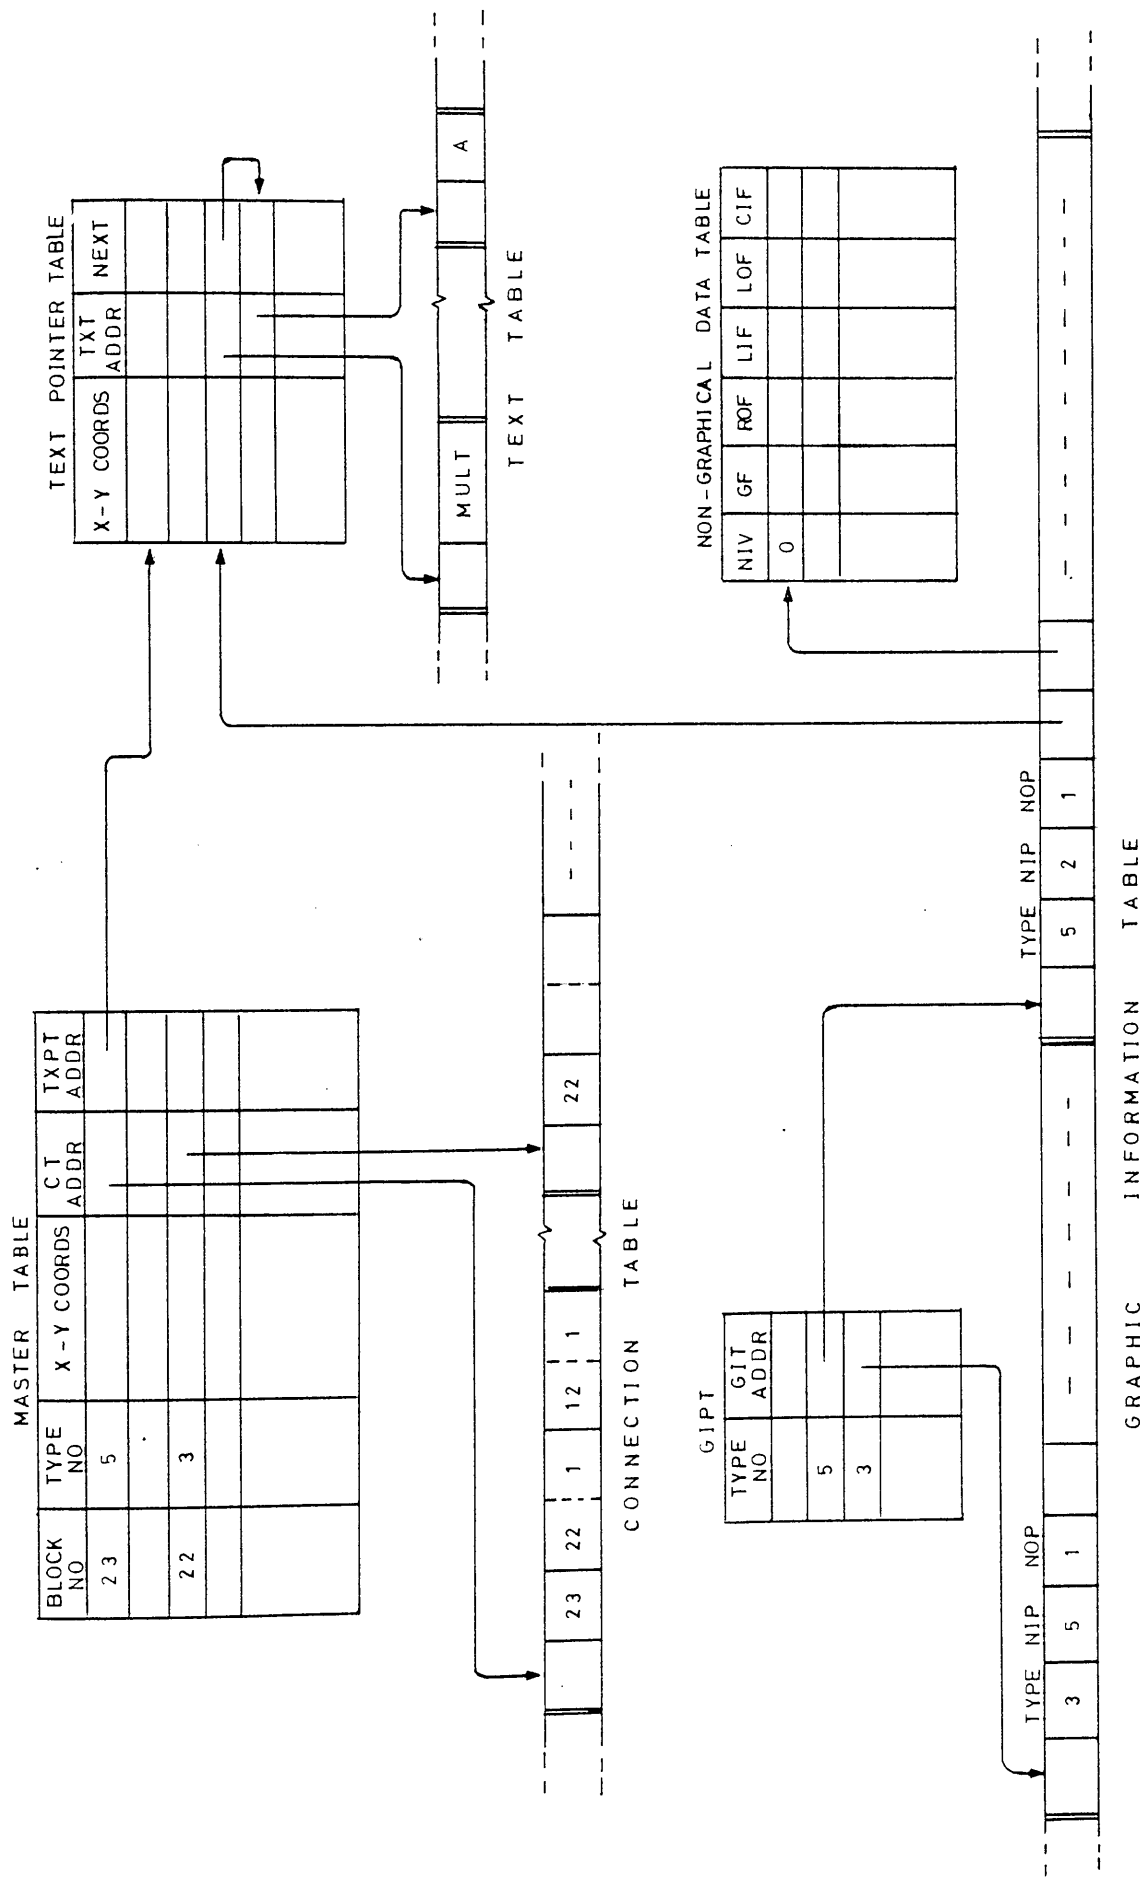 MASTER TABLE
BLOCK NO TYPE NO X-Y COORDS CT ADDR TXPT ADDR
23 5
22 3
TEXT POINTER TABLE
X-Y COORDS TXT ADDR NEXT
MULT A
TEXT TABLE
23 22 1 12 1 22
CONNECTION TABLE
GIPT
TYPE NO GIT ADDR
5
3
NON-GRAPHICAL DATA TABLE
NIV GF ROF LIF LOF CIF
0
TYPE NIP NOP TYPE NIP NOP
3 5 1 5 2 1
GRAPHIC INFORMATION TABLE